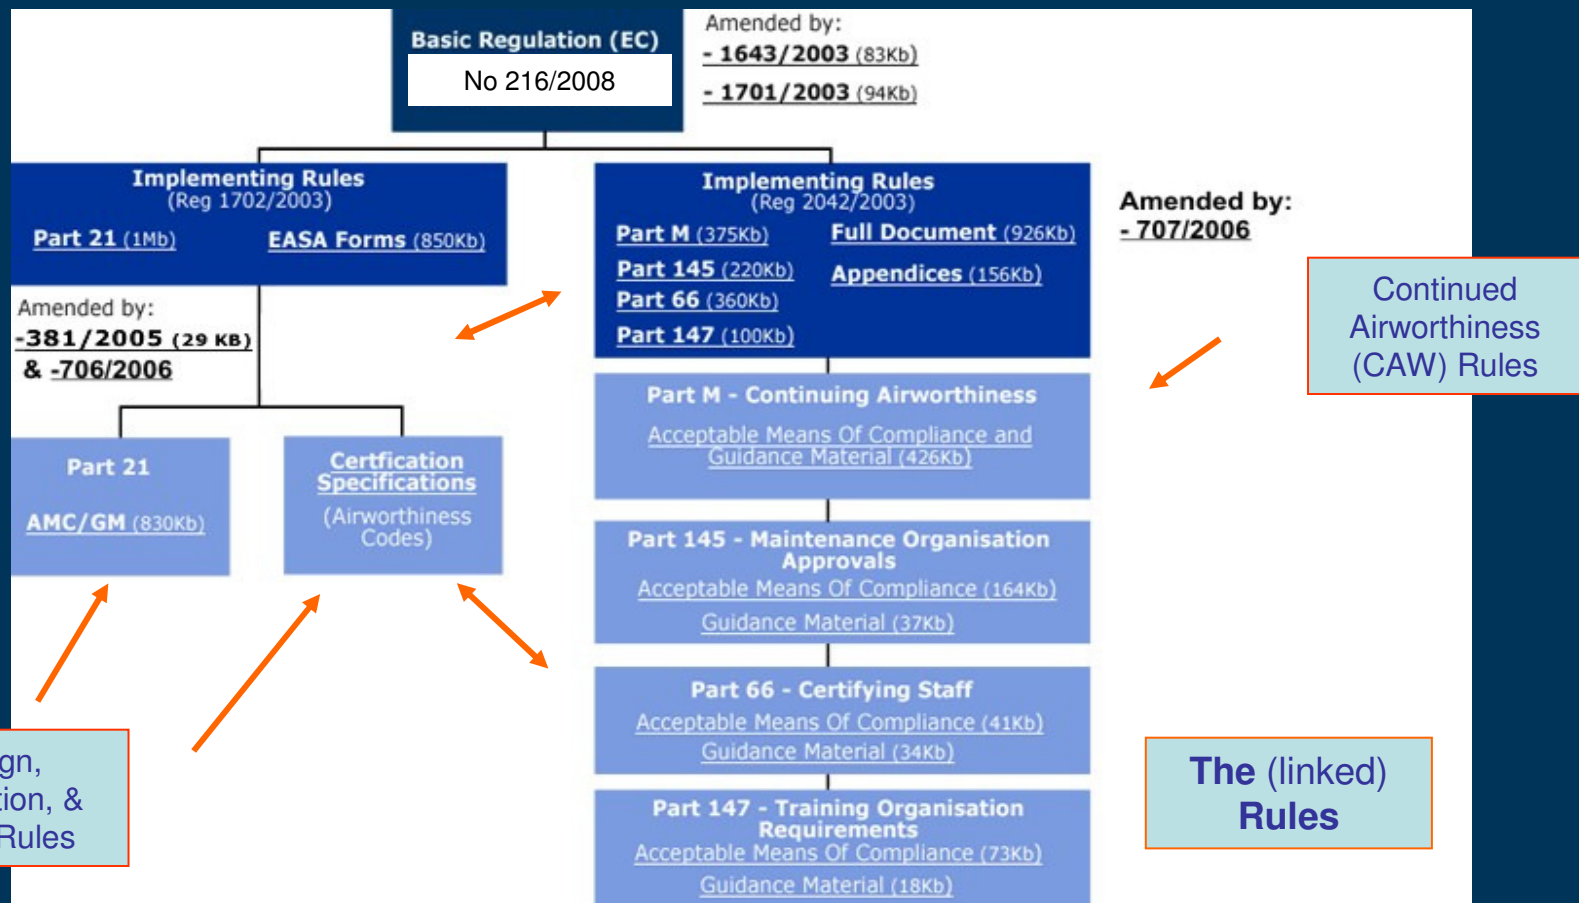 Basic Regulation (EC)
No 216/2008
Amended by:
- 1643/2003 (83Kb)
- 1701/2003 (94Kb)
Implementing Rules
(Reg 1702/2003)
Part 21 (1Mb) EASA Forms (850Kb)
Amended by:
-381/2005 (29 KB)
& -706/2006
Part 21
AMC/GM (830Kb)
Certfication
Specifications
(Airworthiness
Codes)
gn,
tion, &
Rules
Implementing Rules
(Reg 2042/2003)
Part M (375Kb) Full Document (926Kb)
Part 145 (220Kb) Appendices (156Kb)
Part 66 (360Kb)
Part 147 (100Kb)
Amended by:
- 707/2006
Continued
Airworthiness
(CAW) Rules
Part M - Continuing Airworthiness
Acceptable Means Of Compliance and
Guidance Material (426Kb)
Part 145 - Maintenance Organisation
Approvals
Acceptable Means Of Compliance (164Kb)
Guidance Material (37Kb)
Part 66 - Certifying Staff
Acceptable Means Of Compliance (41Kb)
Guidance Material (34Kb)
Part 147 - Training Organisation
Requirements
Acceptable Means Of Compliance (73Kb)
Guidance Material (18Kb)
The (linked)
Rules